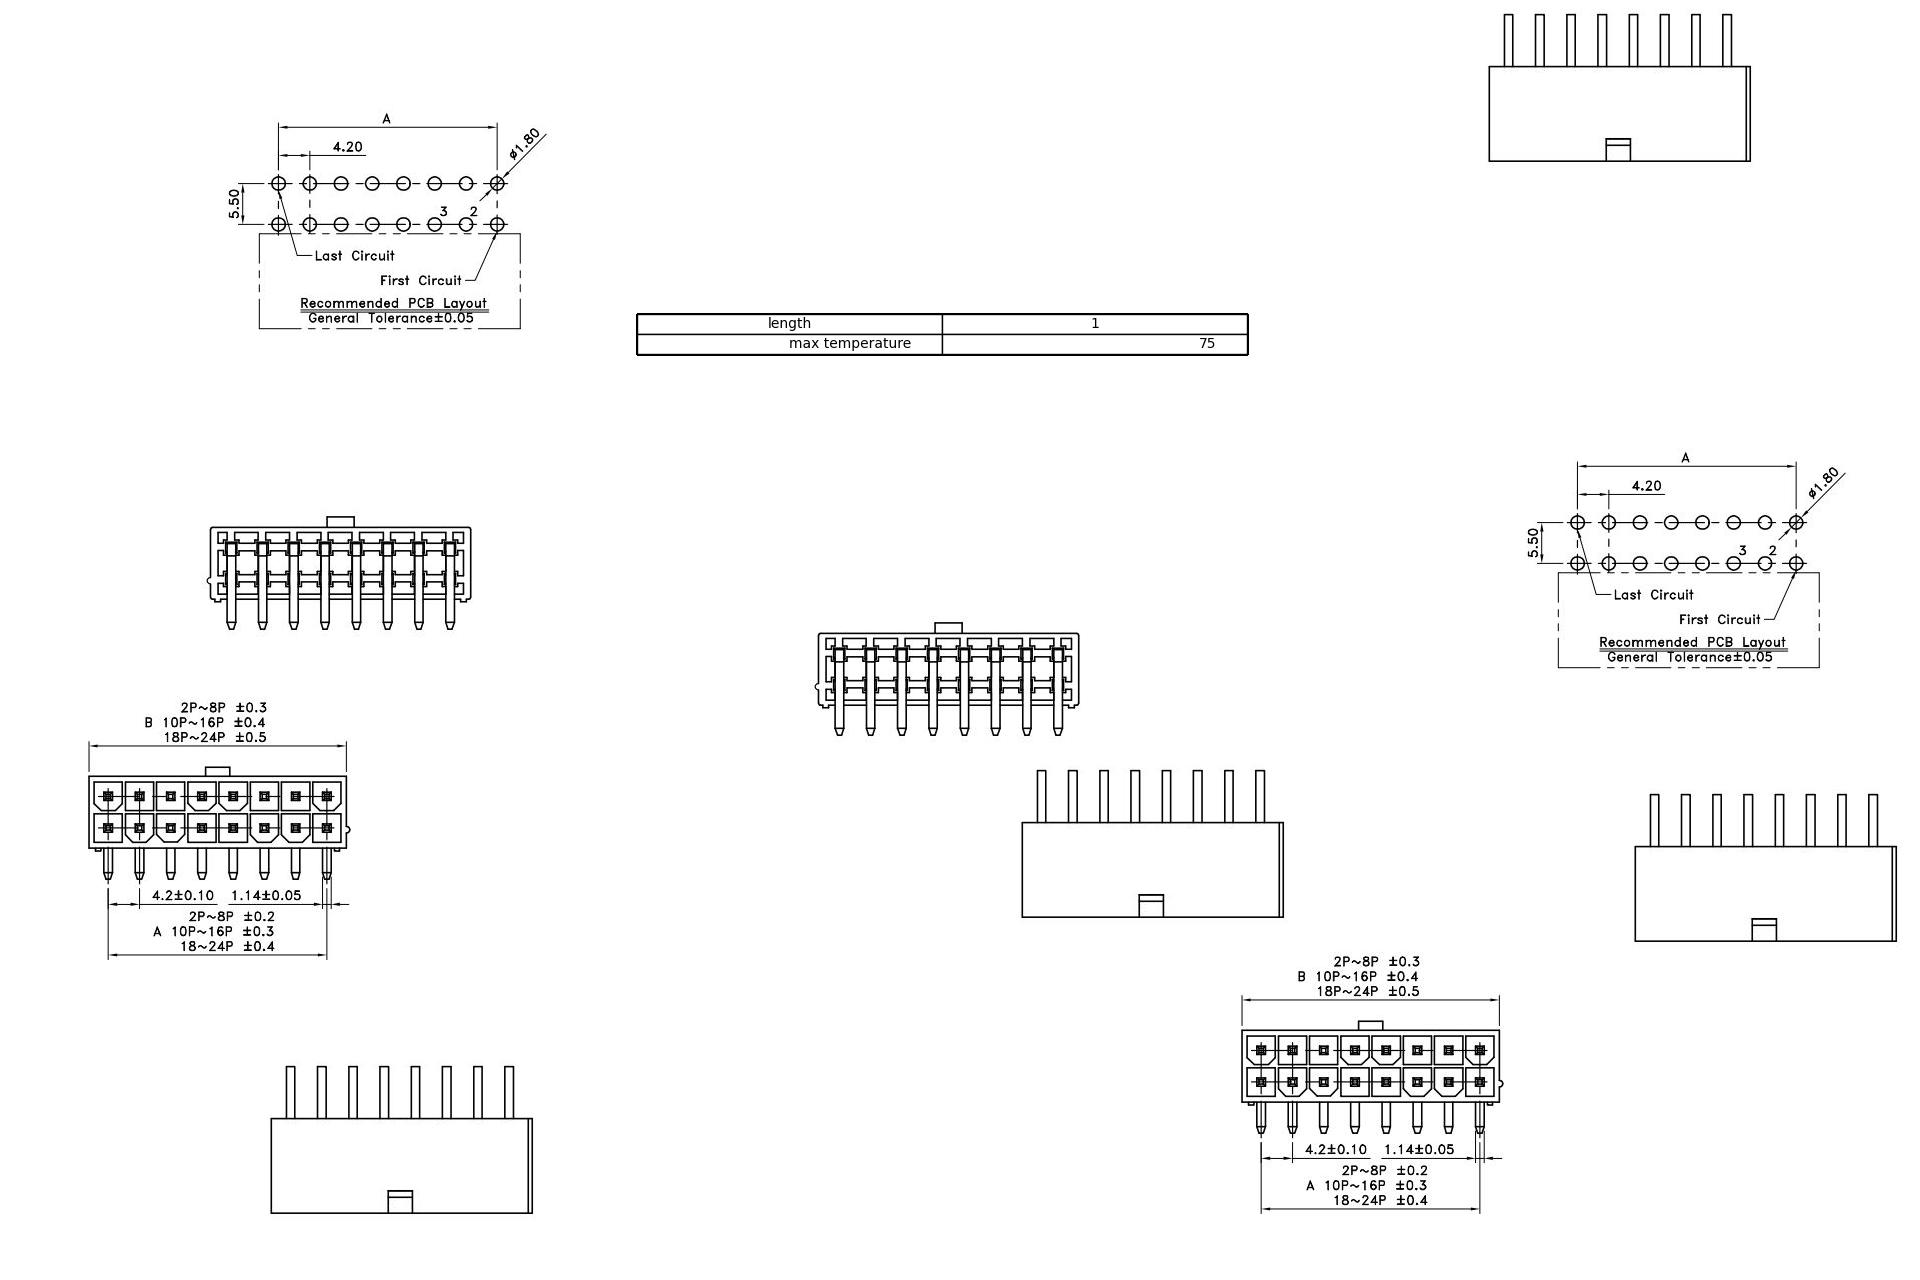 A
4.20
ø1.80
5.50
3 2
Last Circuit
First Circuit
Recommended PCB Layout
General Tolerance±0.05
length 1
max temperature 75
A
4.20
ø1.80
5.50
3 2
Last Circuit
First Circuit
Recommended PCB Layout
General Tolerance±0.05
2P~8P ±0.3
B 10P~16P ±0.4
18P~24P ±0.5
4.2±0.10 1.14±0.05
2P~8P ±0.2
A 10P~16P ±0.3
18~24P ±0.4
2P~8P ±0.3
B 10P~16P ±0.4
18P~24P ±0.5
4.2±0.10 1.14±0.05
2P~8P ±0.2
A 10P~16P ±0.3
18~24P ±0.4